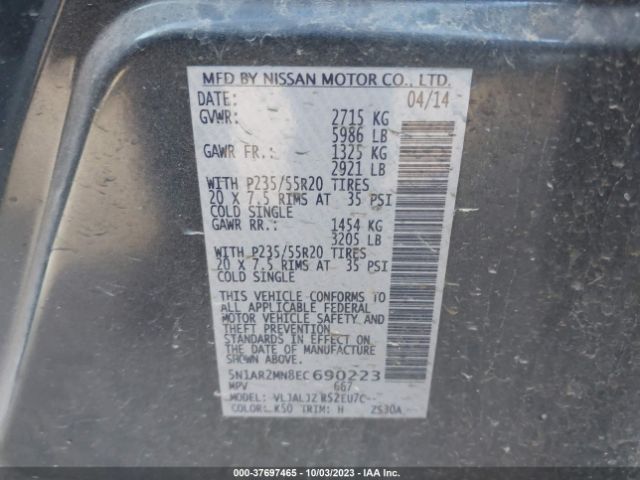 MFD BY NISSAN MOTOR CO., LTD.
DATE: 04/14
GVWR: 2715 KG
5986 LB
GAWR FR.: 1325 KG
2921 LB
WITH P235/55R20 TIRES
20 X 7.5 RIMS AT 35 PSI
COLD SINGLE
GAWR RR.: 1454 KG
3205 LB
WITH P235/55R20 TIRES
20 X 7.5 RIMS AT 35 PSI
COLD SINGLE
THIS VEHICLE CONFORMS TO
ALL APPLICABLE FEDERAL
MOTOR VEHICLE SAFETY AND
THEFT PREVENTION
STANDARDS IN EFFECT ON
THE DATE OF MANUFACTURE
SHOWN ABOVE.
5N1AR2MN8EC690223
MPV 667
MODEL: VLJALJZ R52EU7C--
COLOR: K50 TRIM: H ZS30A
000-37697465 - 10/03/2023 - IAA Inc.